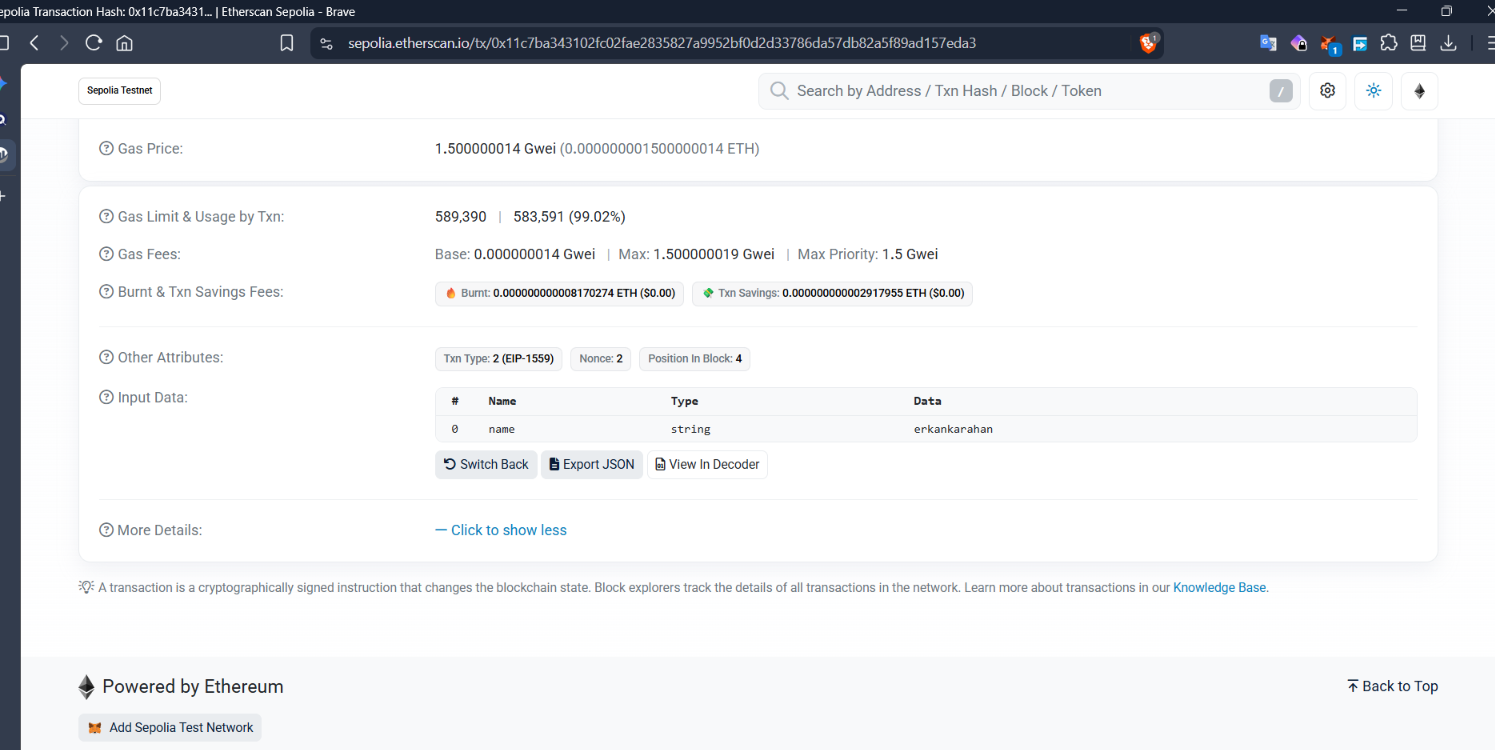 epolia Transaction Hash: 0x11c7ba3431... | Etherscan Sepolia - Brave
sepolia.etherscan.io/tx/0x11c7ba343102fc02fae2835827a9952bf0d2d33786da57db82a5f89ad157eda3
1
1
Sepolia Testnet
Search by Address / Txn Hash / Block / Token /
Gas Price: 1.500000014 Gwei (0.000000001500000014 ETH)
Gas Limit & Usage by Txn: 589,390 | 583,591 (99.02%)
Gas Fees: Base: 0.000000014 Gwei | Max: 1.500000019 Gwei | Max Priority: 1.5 Gwei
Burnt & Txn Savings Fees: Burnt: 0.000000000008170274 ETH ($0.00) Txn Savings: 0.000000000002917955 ETH ($0.00)
Other Attributes: Txn Type: 2 (EIP-1559) Nonce: 2 Position In Block: 4
Input Data:
# Name Type Data
0 name string erkankarahan
Switch Back Export JSON View In Decoder
More Details: — Click to show less
A transaction is a cryptographically signed instruction that changes the blockchain state. Block explorers track the details of all transactions in the network. Learn more about transactions in our Knowledge Base.
Powered by Ethereum
Back to Top
Add Sepolia Test Network